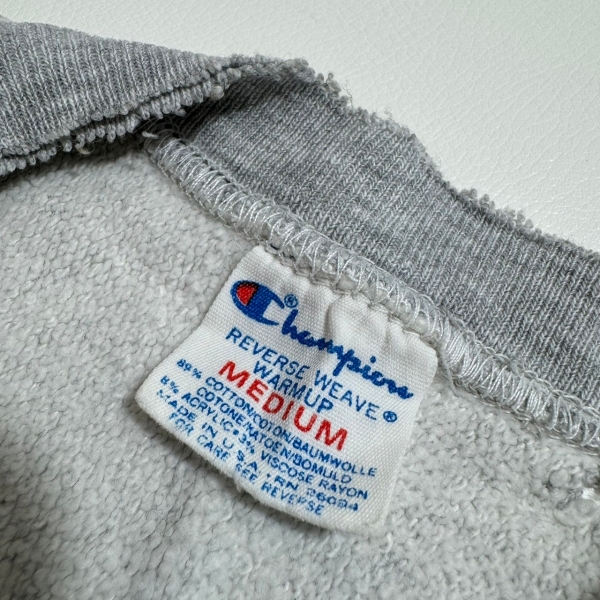 Champion®
REVERSE WEAVE®
WARMUP
MEDIUM
89% COTTON/COTON/BAUMWOLLE
COTONE/KATOEN/BOMULD
8% ACRYLIC•3% VISCOSE RAYON
MADE IN U.S.A. • RN 26094
FOR CARE SEE REVERSE